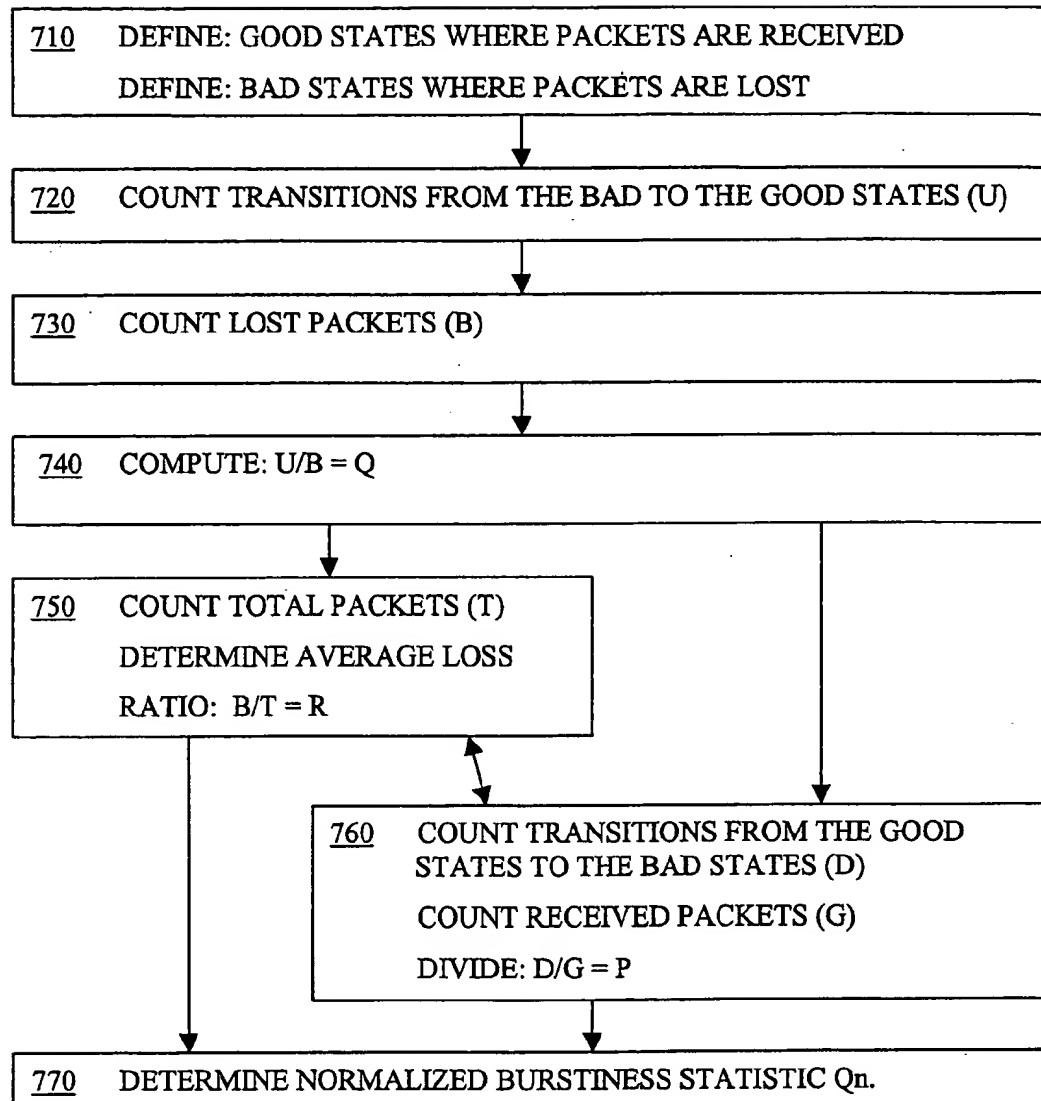 710 DEFINE: GOOD STATES WHERE PACKETS ARE RECEIVED
DEFINE: BAD STATES WHERE PACKETS ARE LOST
720 COUNT TRANSITIONS FROM THE BAD TO THE GOOD STATES (U)
730 COUNT LOST PACKETS (B)
740 COMPUTE: U/B = Q
750 COUNT TOTAL PACKETS (T)
DETERMINE AVERAGE LOSS
RATIO: B/T = R
760 COUNT TRANSITIONS FROM THE GOOD
STATES TO THE BAD STATES (D)
COUNT RECEIVED PACKETS (G)
DIVIDE: D/G = P
770 DETERMINE NORMALIZED BURSTINESS STATISTIC Qn.